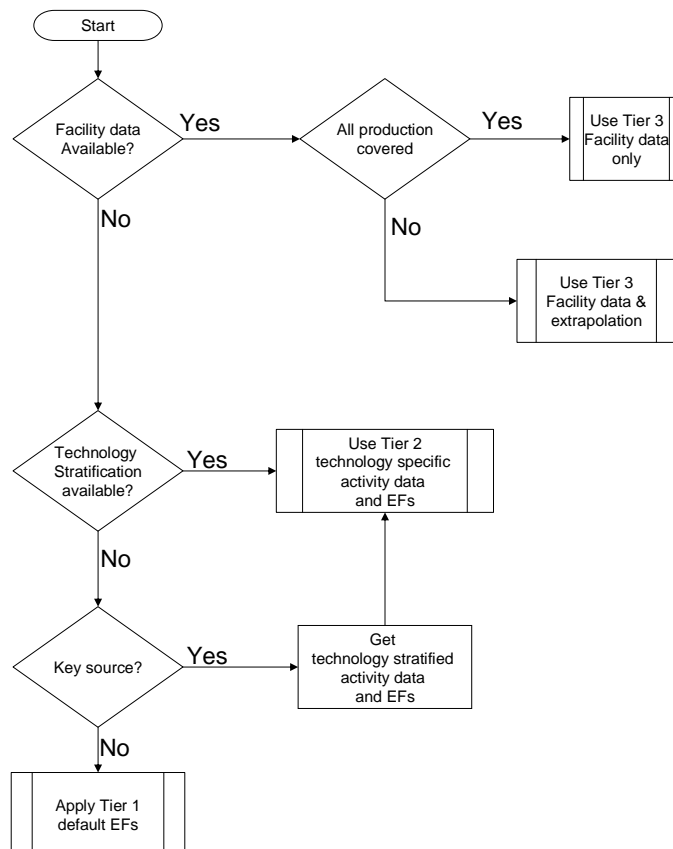 Start
Facility data
Available?
Yes
All production
covered
Yes
Use Tier 3
Facility data
only
No
No
Use Tier 3
Facility data &
extrapolation
Technology
Stratification
available?
Yes
Use Tier 2
technology specific
activity data
and EFs
No
Key source?
Yes
Get
technology stratified
activity data
and EFs
No
Apply Tier 1
default EFs